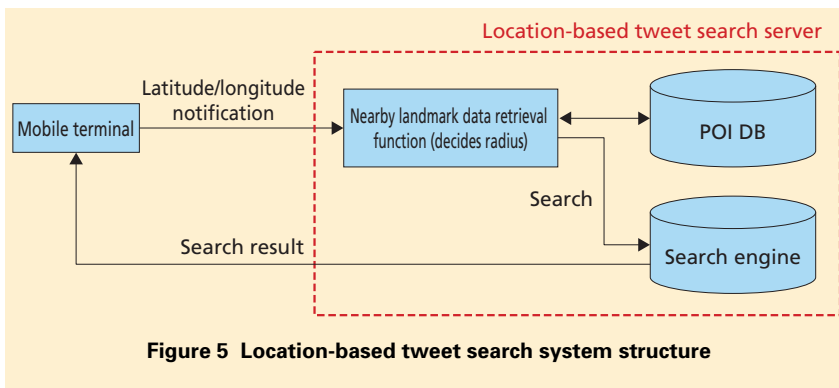 Location-based tweet search server
Latitude/longitude
notification
Mobile terminal
Nearby landmark data retrieval
function (decides radius)
POI DB
Search
Search result
Search engine
Figure 5 Location-based tweet search system structure